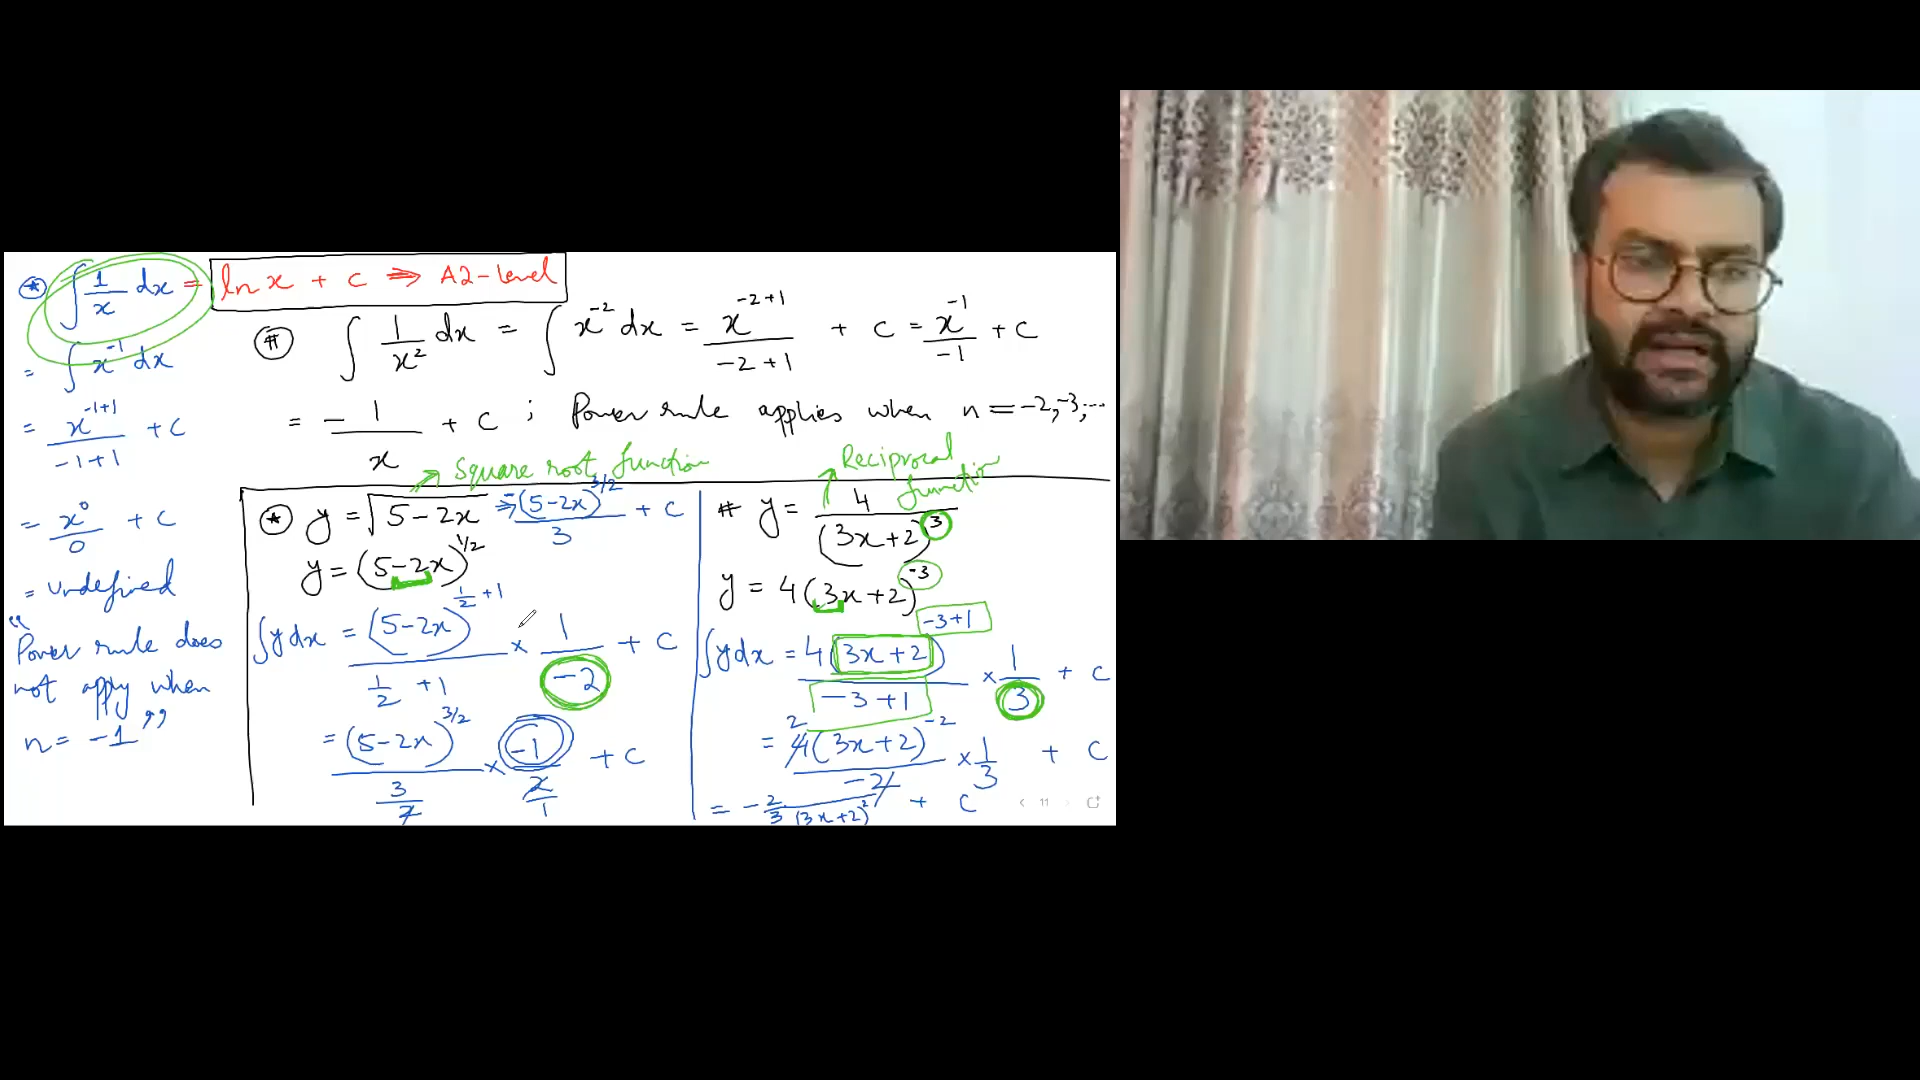 ⊛ ∫ 1/x dx = ln x + c ⇒ A2-Level
= ∫ x^-1 dx
= x^(-1+1)/(-1+1) + c
= x^0/0 + c
= undefined
"Power rule does
not apply when
n = -1"
# ∫ 1/x^2 dx = ∫ x^-2 dx = x^(-2+1)/(-2+1) + c = x^-1/-1 + c
= -1/x + c ; Power rule applies when n = -2, -3, ...
→ Square root function
⊛ y = √(5-2x) ⇒ -(5-2x)^(3/2)/3 + c
y = (5-2x)^(1/2)
∫y dx = (5-2x)^(1/2 +1)/(1/2 +1) × 1/-2 + c
= (5-2x)^(3/2)/(3/2) × -1/2 + c
1
Reciprocal
function
# y = 4/(3x+2)^3
y = 4(3x+2)^-3
∫y dx = 4(3x+2)^(-3+1)/(-3+1) × 1/3 + c
2
= 4(3x+2)^-2/-2 × 1/3 + c
= -2/3(3x+2)^2 + c
< 11 >